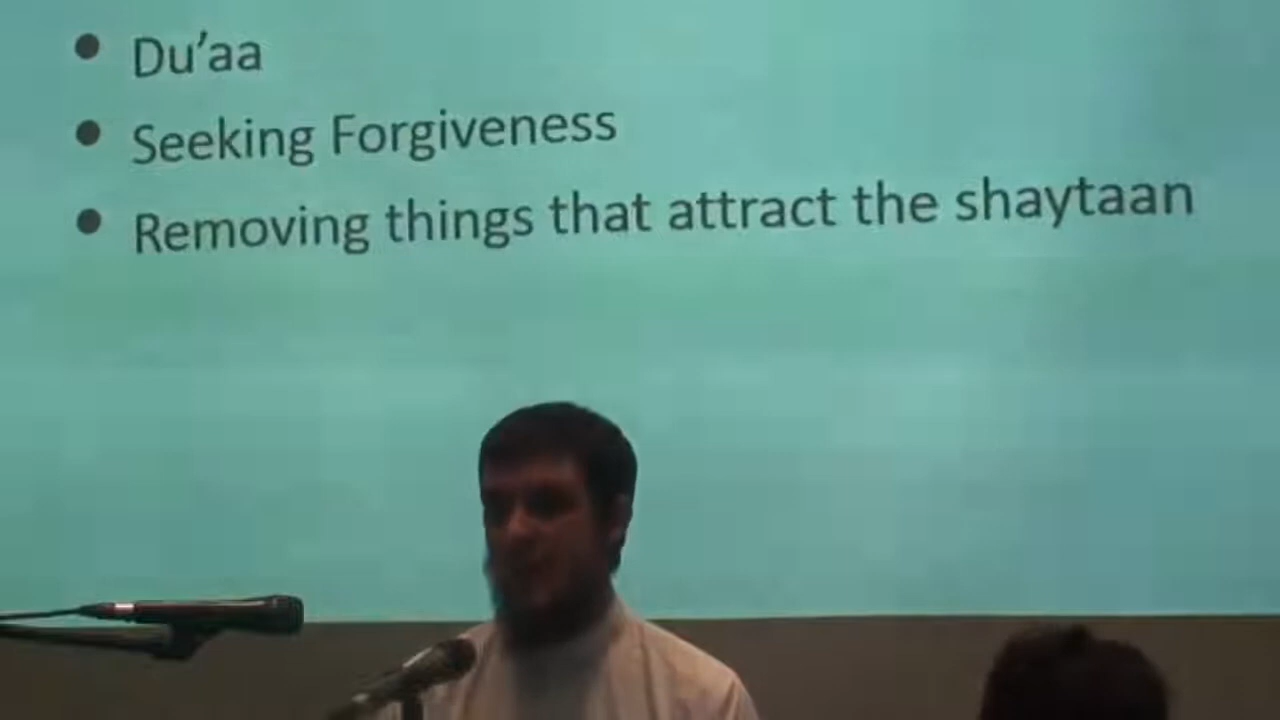 • Du'aa
• Seeking Forgiveness
• Removing things that attract the shaytaan